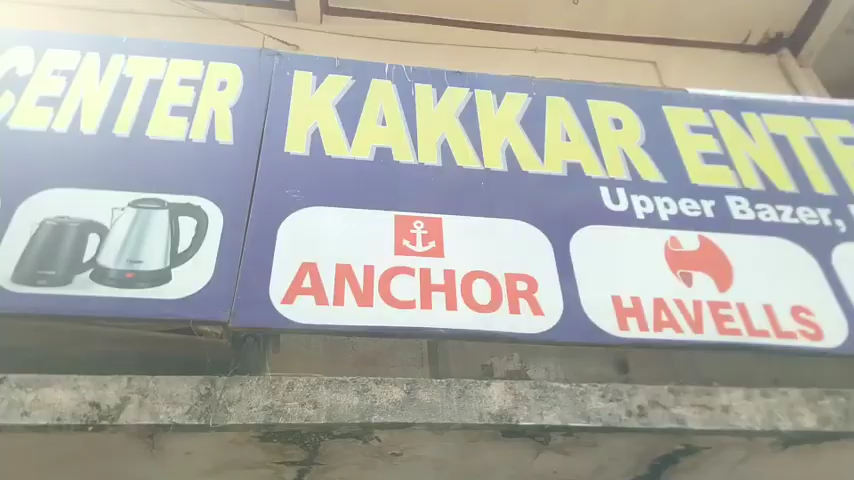 CENTER
KAKKAR ENTE
Upper Bazer,
ANCHOR
HAVELLS